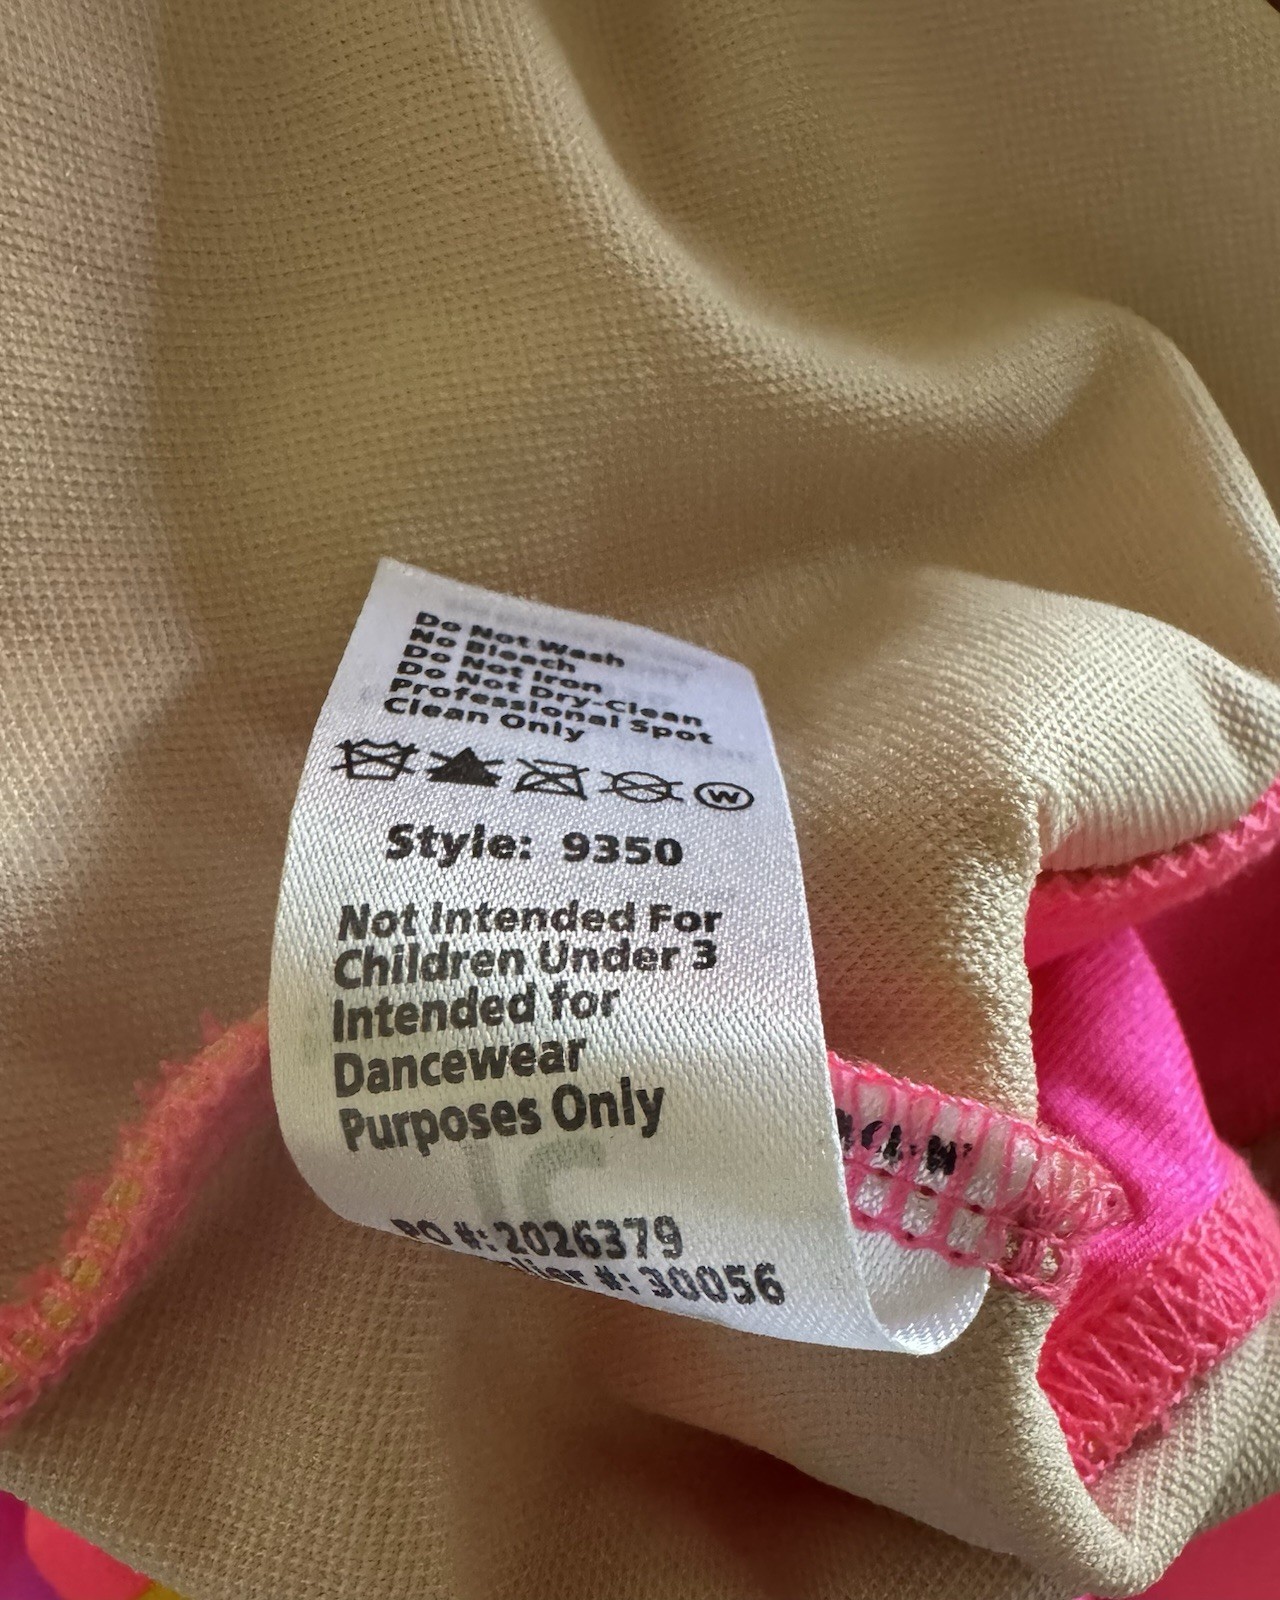 Do Not Wash
No Bleach
Do Not Iron
Do Not Dry-Clean
Professional Spot
Clean Only
W
Style: 9350
Not Intended For
Children Under 3
Intended for
Dancewear
Purposes Only
PO #: 2026379
#: 30056